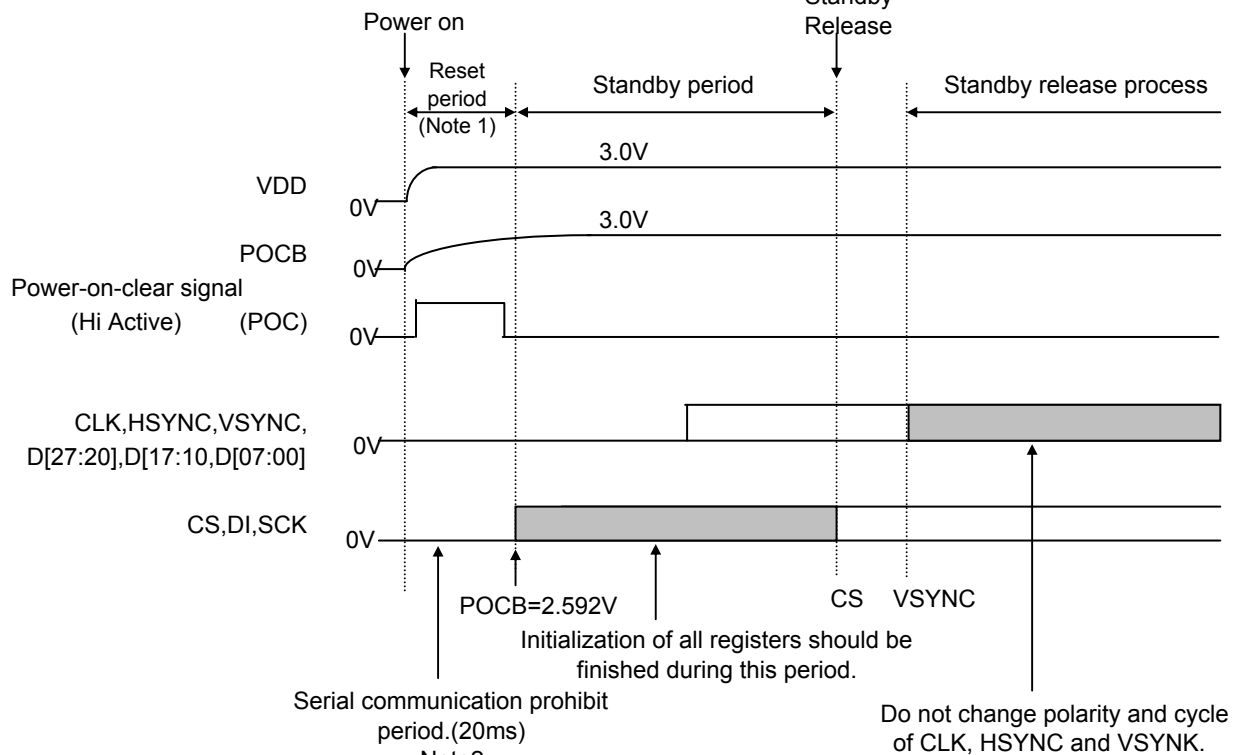 Standby
Release
Power on
Reset
period
(Note 1)
Standby period
Standby release process
3.0V
VDD
0V
3.0V
POCB
0V
Power-on-clear signal
(Hi Active) (POC)
0V
CLK,HSYNC,VSYNC,
D[27:20],D[17:10,D[07:00]
0V
CS,DI,SCK
0V
POCB=2.592V
CS VSYNC
Initialization of all registers should be
finished during this period.
Serial communication prohibit
period.(20ms)
Note2
Do not change polarity and cycle
of CLK, HSYNC and VSYNK.